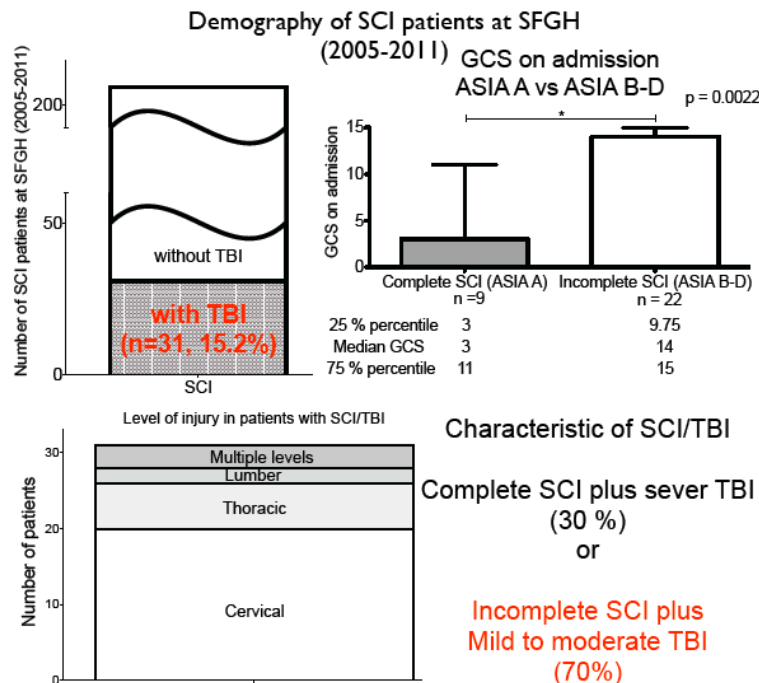 Demography of SCI patients at SFGH
(2005-2011)
Number of SCI patients at SFGH (2005-2011)
200
50
0
without TBI
with TBI
(n=31, 15.2%)
SCI
GCS on admission
ASIA A vs ASIA B-D
p = 0.0022
*
GCS on admission
15
10
5
0
Complete SCI (ASIA A) Incomplete SCI (ASIA B-D)
n =9 n = 22
25 % percentile 3 9.75
Median GCS 3 14
75 % percentile 11 15
Level of injury in patients with SCI/TBI
Number of patients
30
20
10
0
Multiple levels
Lumber
Thoracic
Cervical
Characteristic of SCI/TBI
Complete SCI plus sever TBI
(30 %)
or
Incomplete SCI plus
Mild to moderate TBI
(70%)